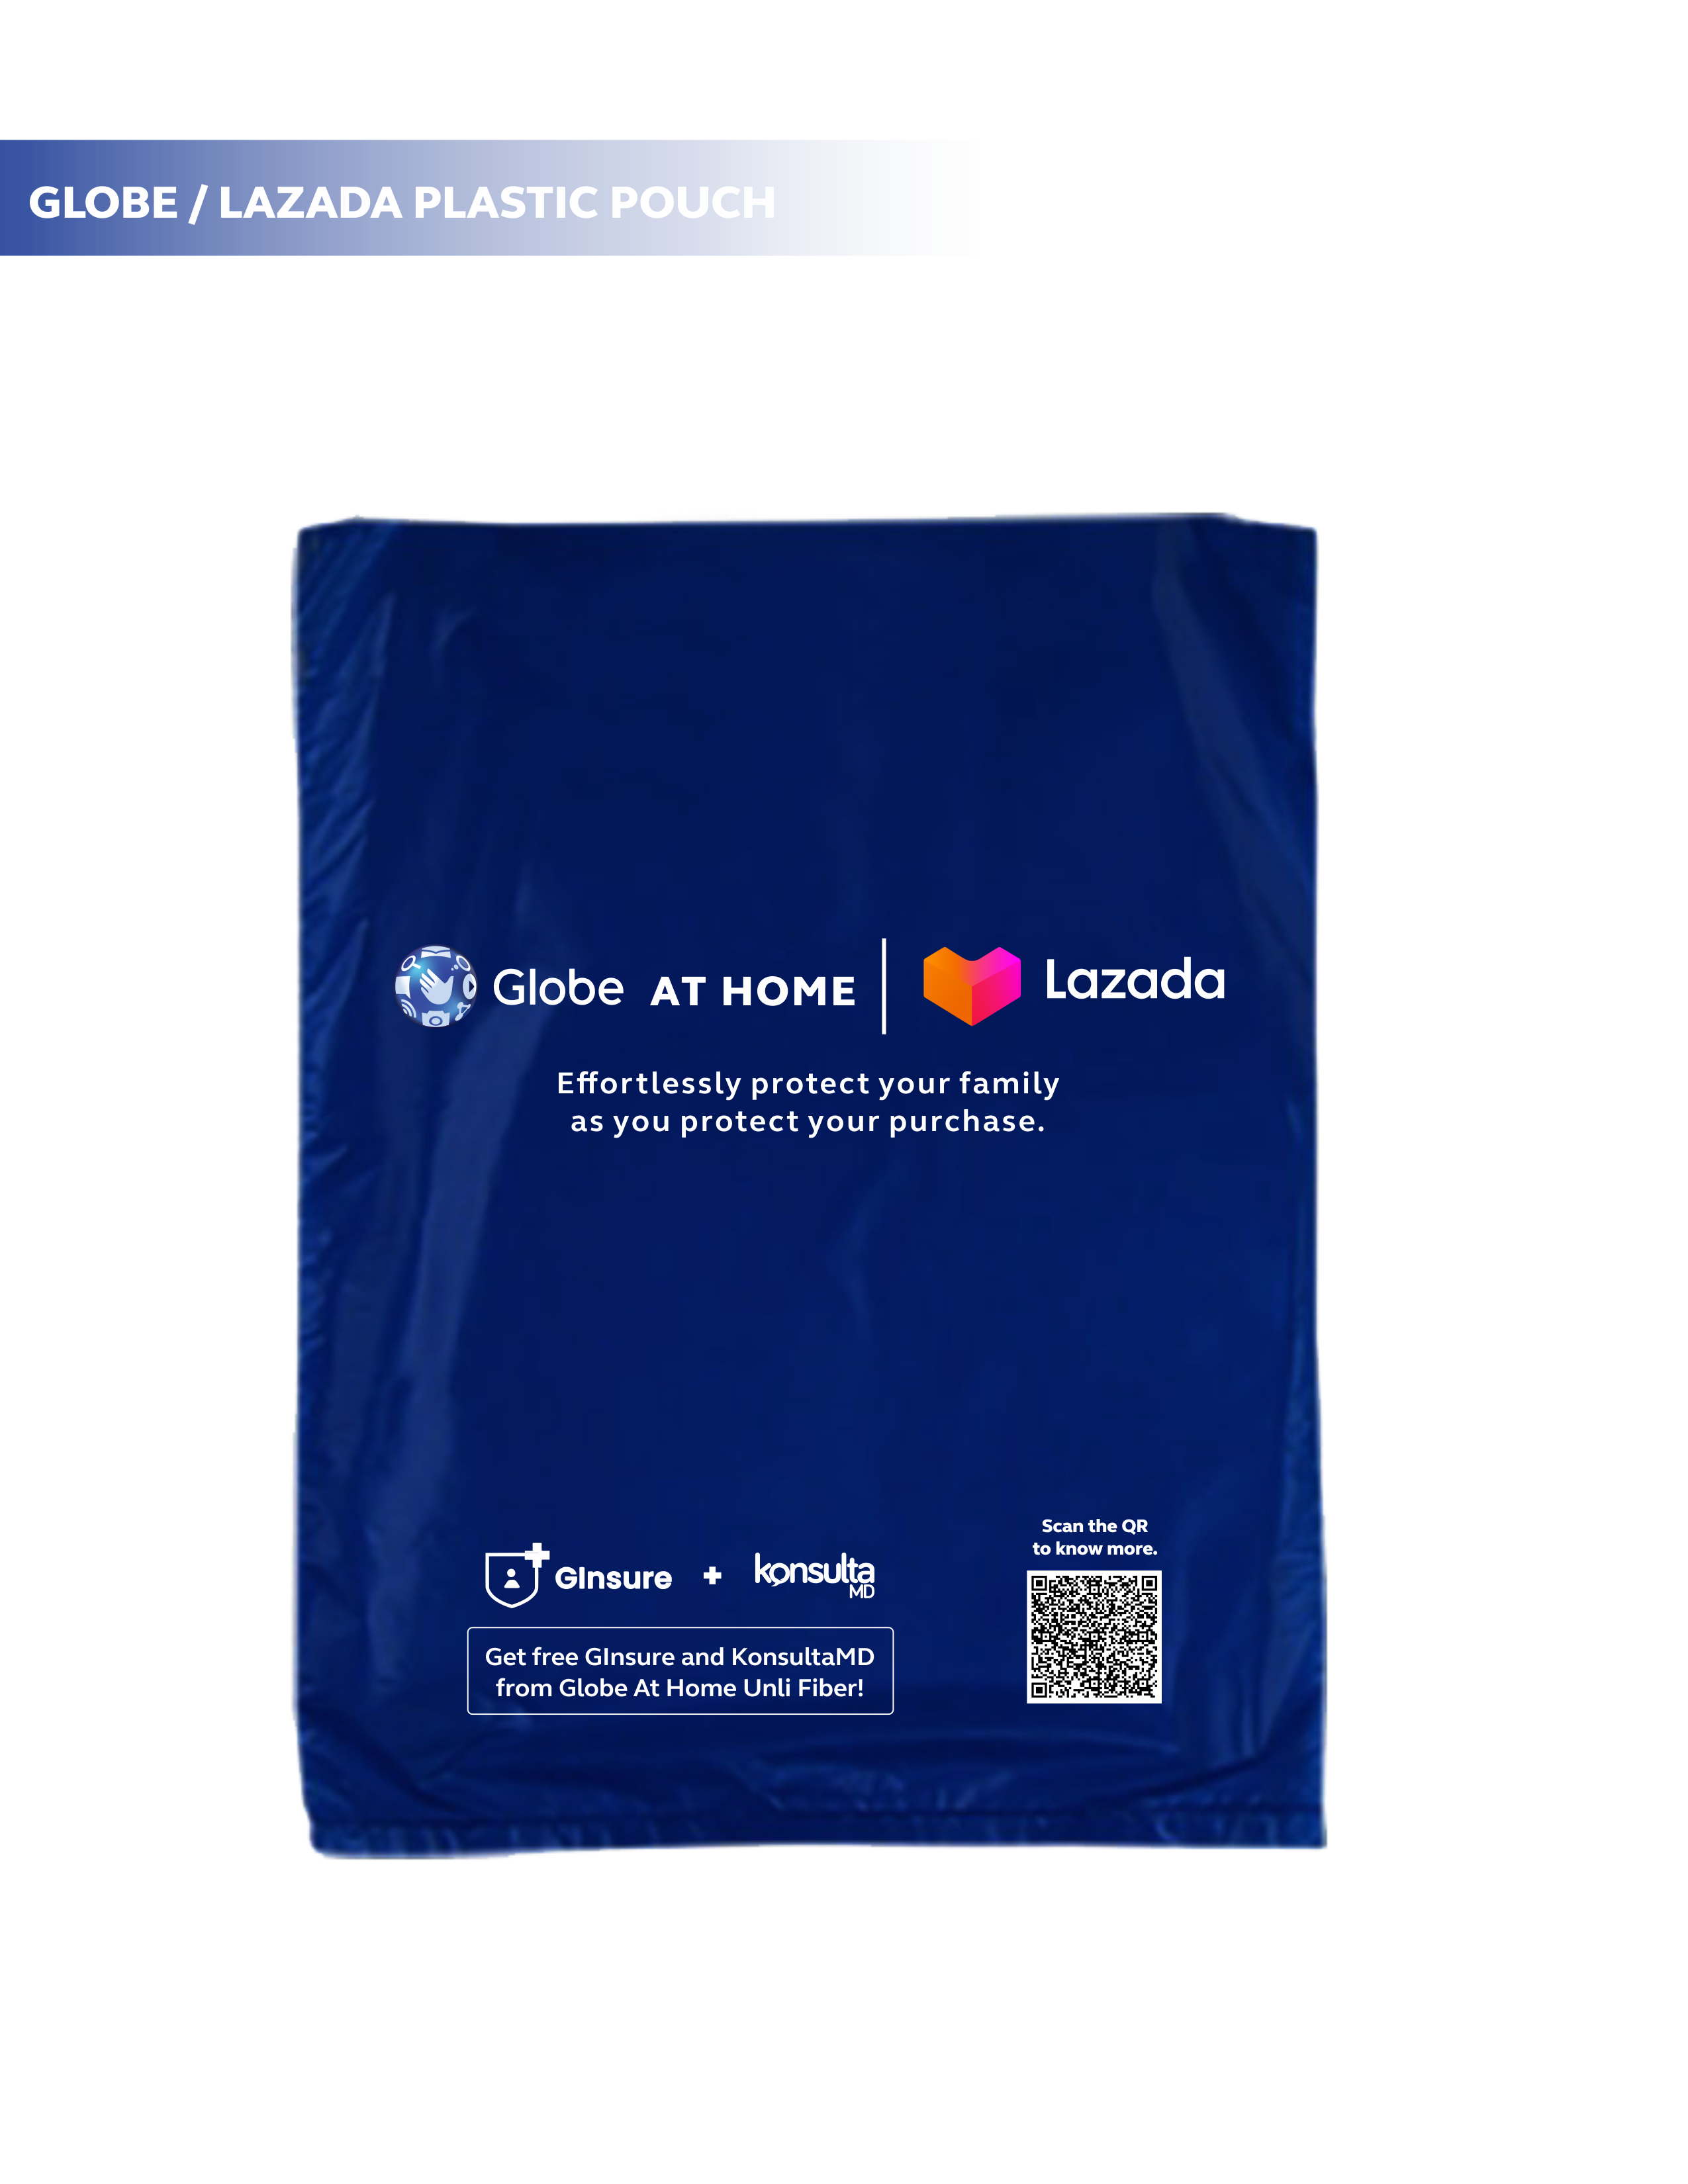 GLOBE / LAZADA PLASTIC POUCH
Globe AT HOME | Lazada
Effortlessly protect your family
as you protect your purchase.
Scan the QR
to know more.
GInsure + konsulta
MD
Get free GInsure and KonsultaMD
from Globe At Home Unli Fiber!